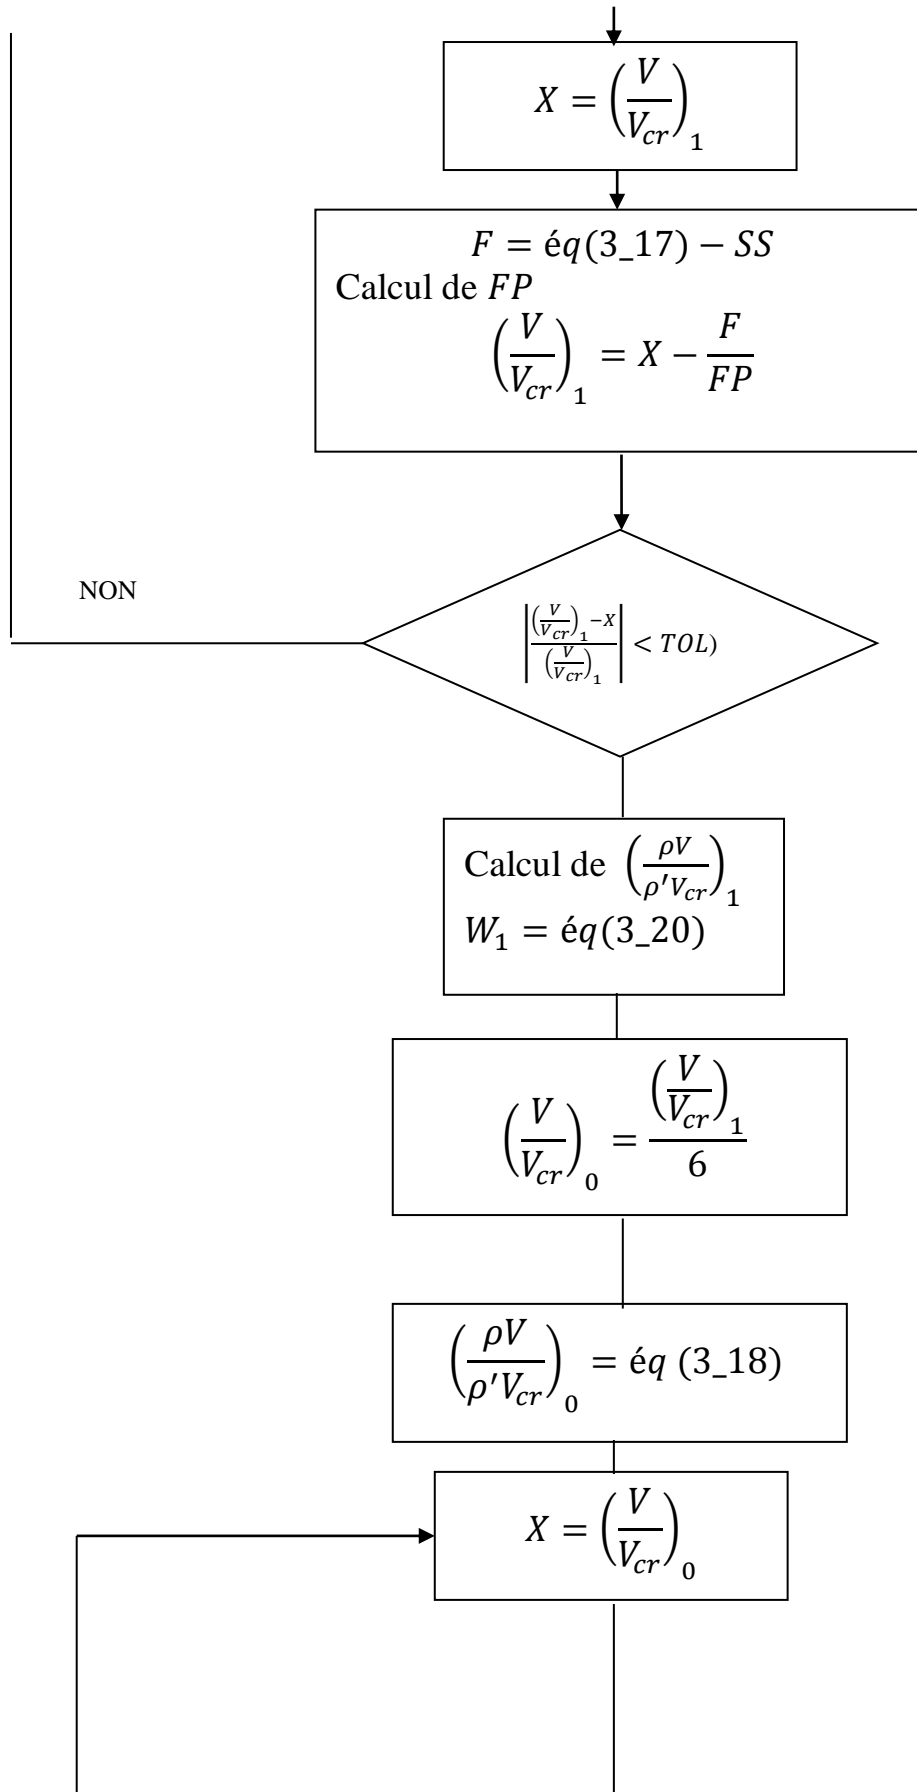 X = (V/V_cr)_1
F = éq(3_17) − SS
Calcul de FP
(V/V_cr)_1 = X − F/FP
NON
|((V/V_cr)_1 − X)/((V/V_cr)_1)| < TOL)
Calcul de (ρV/ρ'V_cr)_1
W_1 = éq(3_20)
(V/V_cr)_0 = (V/V_cr)_1/6
(ρV/ρ'V_cr)_0 = éq (3_18)
X = (V/V_cr)_0